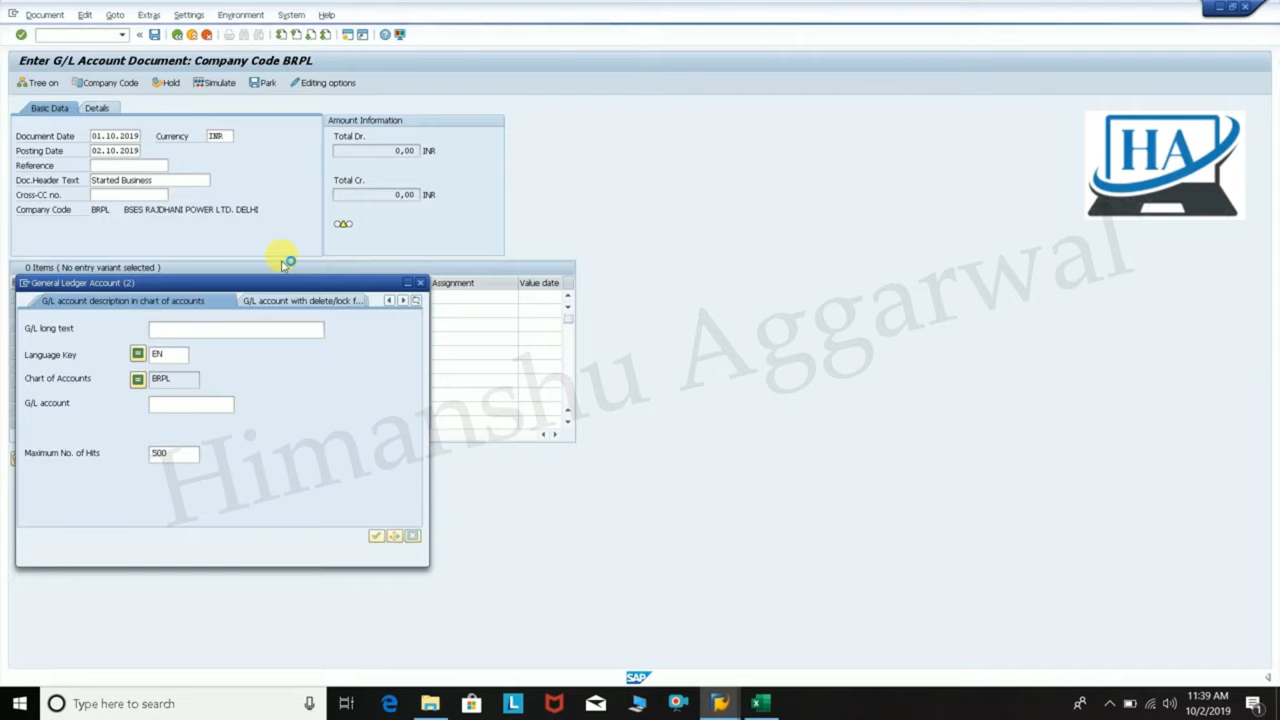 Document Edit Goto Extras Settings Environment System Help
Enter G/L Account Document: Company Code BRPL
Tree on Company Code Hold Simulate Park Editing options
Basic Data Details
Amount Information
Document Date 01.10.2019 Currency INR
Total Dr.
Posting Date 02.10.2019
0,00 INR
Reference
Doc.Header Text Started Business
Total Cr.
Cross-CC no.
0,00 INR
Company Code BRPL BSES RAJDHANI POWER LTD. DELHI
HA
0 Items ( No entry variant selected )
Assignment Value date
General Ledger Account (2)
G/L account description in chart of accounts G/L account with delete/lock f...
G/L long text
Language Key EN
Chart of Accounts BRPL
G/L account
Maximum No. of Hits 500
Himanshu Aggarwal
SAP
Type here to search
11:39 AM
10/2/2019